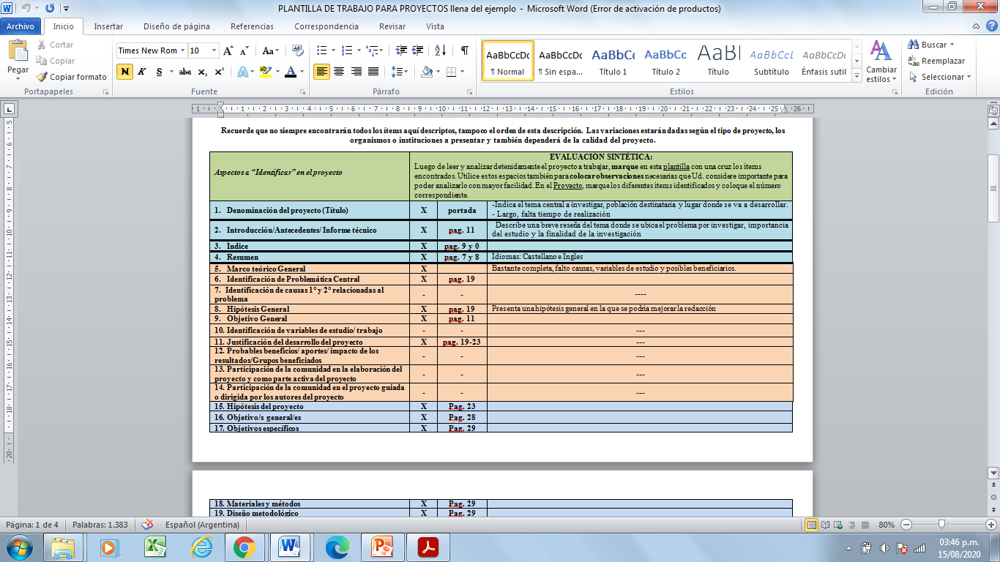 PLANTILLA DE TRABAJO PARA PROYECTOS llena del ejemplo - Microsoft Word (Error de activación de productos)
Archivo Inicio Insertar Diseño de página Referencias Correspondencia Revisar Vista
Pegar
Cortar
Copiar
Copiar formato
Portapapeles
Times New Rom 10
N K S abc x₂ x²
Fuente
Párrafo
AaBbCcDc AaBbCcDc AaBbCc AaBbCc AaBl AaBbCcL AaBbCcDc
¶ Normal ¶ Sin espa... Título 1 Título 2 Título Subtítulo Énfasis sutil
Estilos
Cambiar estilos
Buscar
Reemplazar
Seleccionar
Edición
Recuerde que no siempre encontrarán todos los ítems aquí descriptos, tampoco el orden de esta descripción. Las variaciones estarán dadas según el tipo de proyecto, los
organismos o instituciones a presentar y también dependerá de la calidad del proyecto.
Aspectos a “Identificar” en el proyecto
EVALUACIÓN SINTÉTICA:
Luego de leer y analizar detenidamente el proyecto a trabajar, marque en esta plantilla con una cruz los ítems
encontrados. Utilice estos espacios también para colocar observaciones necesarias que Ud. considere importante para
poder analizarlo con mayor facilidad. En el Proyecto, marque los diferentes ítems identificados y coloque el número
correspondiente.
1. Denominación del proyecto (Título) X portada -Indica el tema central a investigar, población destinataria y lugar donde se va a desarrollar.
- Largo, falta tiempo de realización
2. Introducción/Antecedentes/ Informe técnico X pag. 11 Describe una breve reseña del tema donde se ubica el problema por investigar, importancia
del estudio y la finalidad de la investigación
3. Indice X pag. 9 y 0
4. Resumen X pag. 7 y 8 Idiomas: Castellano e Ingles
5. Marco teórico General X Bastante completa, falto causas, variables de estudio y posibles beneficiarios.
6. Identificación de Problemática Central X pag. 19
7. Identificación de causas 1° y 2° relacionadas al
problema - - ----
8. Hipótesis General X pag. 19 Presenta una hipótesis general en la que se podría mejorar la redacción
9. Objetivo General X pag. 11
10. Identificación de variables de estudio/ trabajo - - ---
11. Justificación del desarrollo del proyecto X pag. 19-23 ---
12. Probables beneficios/ aportes/ impacto de los
resultados/Grupos beneficiados - - ---
13. Participación de la comunidad en la elaboración del
proyecto y como parte activa del proyecto - - ---
14. Participación de la comunidad en el proyecto guiada
o dirigida por los autores del proyecto - - ---
15. Hipótesis del proyecto X Pag. 23
16. Objetivo/s general/es X Pag. 28
17. Objetivos específicos X Pag. 29
18. Materiales y métodos X Pag. 29
19. Diseño metodológico X Pag. 29
Página: 1 de 4 Palabras: 1.383 Español (Argentina) 80%
03:46 p.m.
15/08/2020